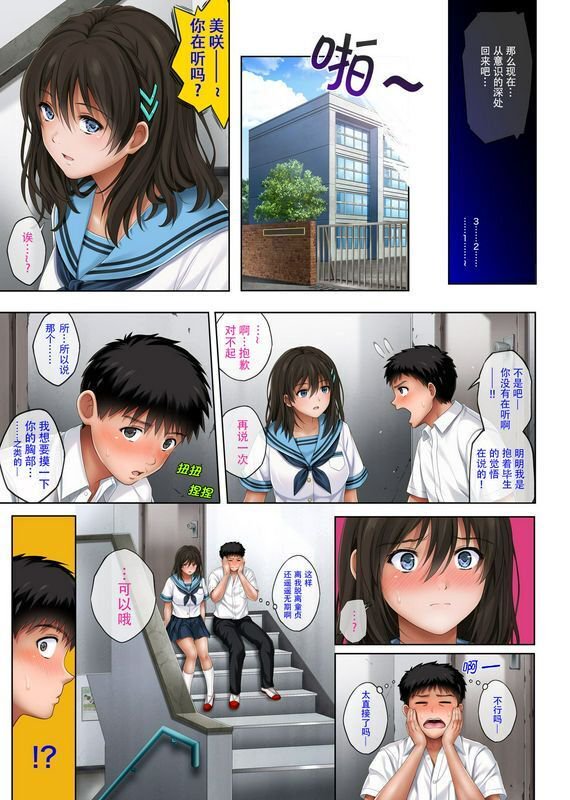 那么现在…
从意识的深处
回来吧…
3……2……
……1……~
啪~
美咲——~
你在听吗?
诶…~?
不是吧—
你没有在听啊
——!!
明明我是
抱着毕生
的觉悟
在说的!
…~
啊…抱歉
对不起
再说一次
所…所以说
那个……
我想要摸一下
你的胸部…
……之类的—
扭扭
捏捏
…?
啊—
不行吗—
太直接了吗—
这样
离我脱离童贞
还遥遥无期啊
…可以哦
!?